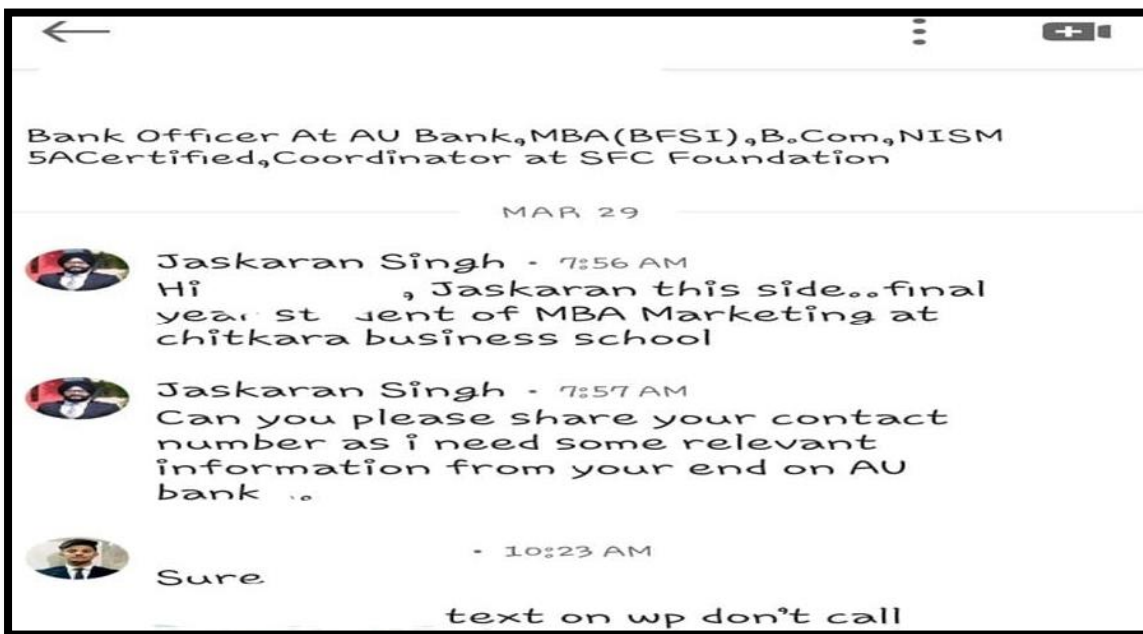 Bank Officer At AU Bank,MBA(BFSI),B.Com,NISM
5ACertified,Coordinator at SFC Foundation
MAR 29
Jaskaran Singh • 7:56 AM
Hi , Jaskaran this side..final
year st ent of MBA Marketing at
chitkara business school
Jaskaran Singh • 7:57 AM
Can you please share your contact
number as i need some relevant
information from your end on AU
bank ..
• 10:23 AM
Sure
text on wp don't call